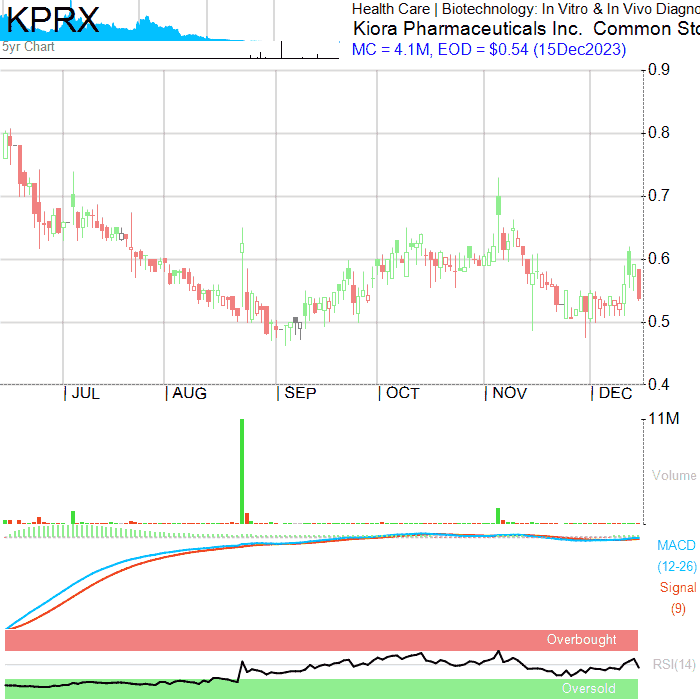 KPRX
5yr Chart
Health Care | Biotechnology: In Vitro & In Vivo Diagno
Kiora Pharmaceuticals Inc. Common Sto
MC = 4.1M, EOD = $0.54 (15Dec2023)
0.9
0.8
0.7
0.6
0.5
0.4
JUL AUG SEP OCT NOV DEC
11M
Volume
MACD
(12-26)
Signal
(9)
Overbought
RSI(14)
Oversold